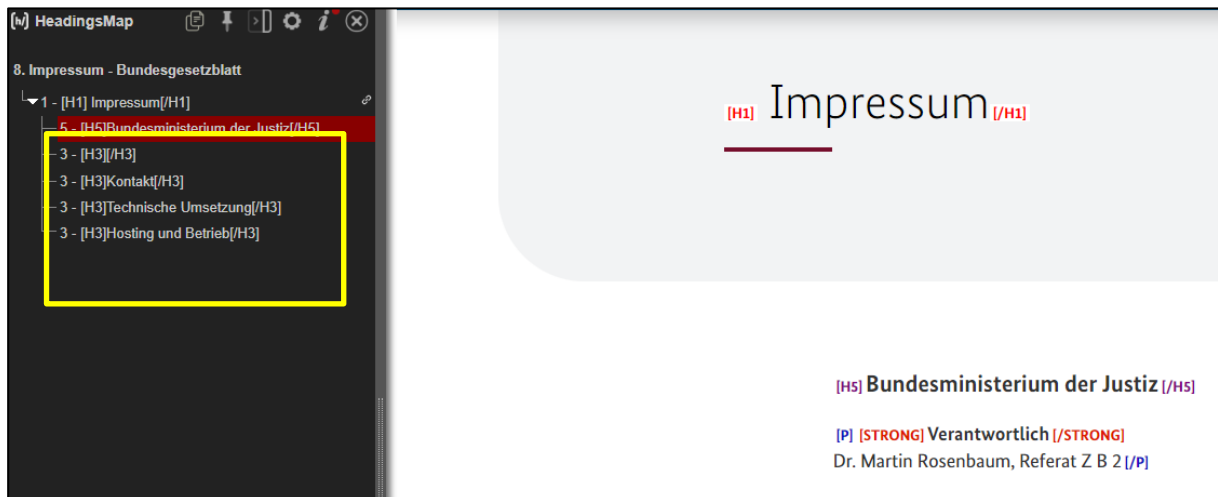 HeadingsMap
8. Impressum - Bundesgesetzblatt
1 - [H1] Impressum[/H1]
5 - [H5]Bundesministerium der Justiz[/H5]
3 - [H3][/H3]
3 - [H3]Kontakt[/H3]
3 - [H3]Technische Umsetzung[/H3]
3 - [H3]Hosting und Betrieb[/H3]
[H1] Impressum [/H1]
[H5] Bundesministerium der Justiz [/H5]
[P] [STRONG] Verantwortlich [/STRONG]
Dr. Martin Rosenbaum, Referat Z B 2 [/P]